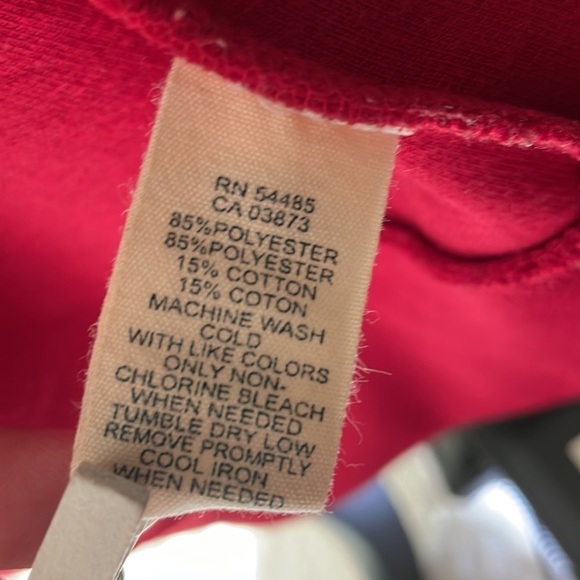 RN 54485
CA 03873
85%POLYESTER
85%POLYESTER
15% COTTON
15% COTON
MACHINE WASH
COLD
WITH LIKE COLORS
ONLY NON-
CHLORINE BLEACH
WHEN NEEDED
TUMBLE DRY LOW
REMOVE PROMPTLY
COOL IRON
WHEN NEEDED